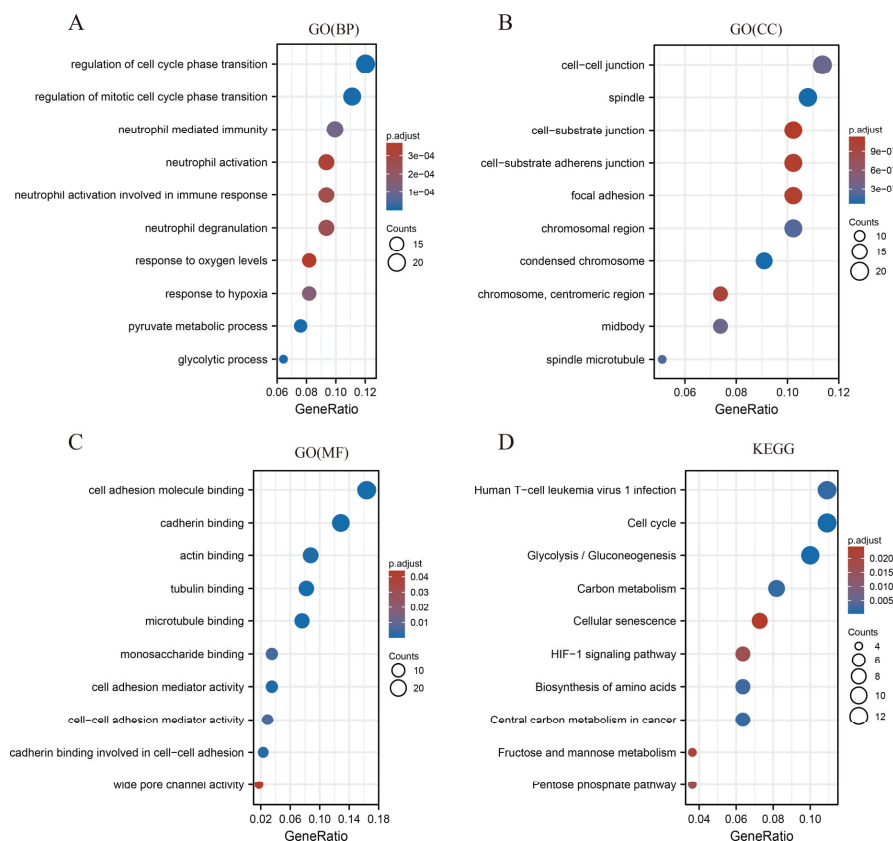 A
GO(BP)
regulation of cell cycle phase transition
regulation of mitotic cell cycle phase transition
neutrophil mediated immunity
neutrophil activation
neutrophil activation involved in immune response
neutrophil degranulation
response to oxygen levels
response to hypoxia
pyruvate metabolic process
glycolytic process
0.06 0.08 0.10 0.12
GeneRatio
p.adjust
3e-04
2e-04
1e-04
Counts
15
20
B
GO(CC)
cell-cell junction
spindle
cell-substrate junction
cell-substrate adherens junction
focal adhesion
chromosomal region
condensed chromosome
chromosome, centromeric region
midbody
spindle microtubule
0.06 0.08 0.10 0.12
GeneRatio
p.adjust
9e-07
6e-07
3e-07
Counts
10
15
20
C
GO(MF)
cell adhesion molecule binding
cadherin binding
actin binding
tubulin binding
microtubule binding
monosaccharide binding
cell adhesion mediator activity
cell-cell adhesion mediator activity
cadherin binding involved in cell-cell adhesion
wide pore channel activity
0.02 0.06 0.10 0.14 0.18
GeneRatio
p.adjust
0.04
0.03
0.02
0.01
Counts
10
20
D
KEGG
Human T-cell leukemia virus 1 infection
Cell cycle
Glycolysis / Gluconeogenesis
Carbon metabolism
Cellular senescence
HIF-1 signaling pathway
Biosynthesis of amino acids
Central carbon metabolism in cancer
Fructose and mannose metabolism
Pentose phosphate pathway
0.04 0.06 0.08 0.10
GeneRatio
p.adjust
0.020
0.015
0.010
0.005
Counts
4
6
8
10
12